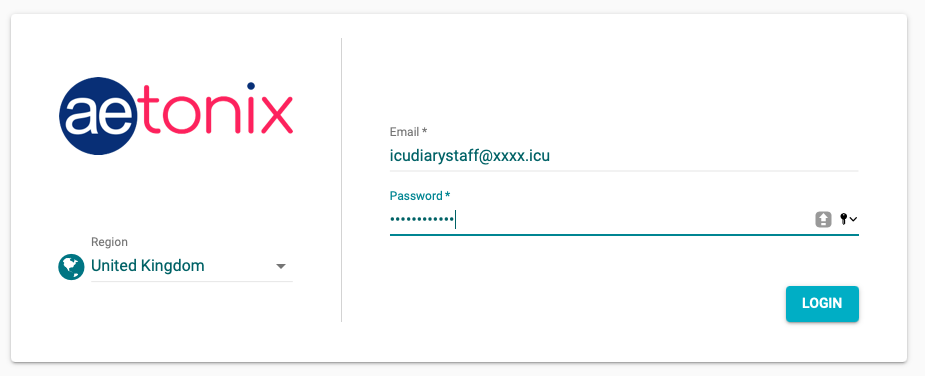 aetonix
Region
United Kingdom
Email *
icudiarystaff@xxxx.icu
Password *
••••••••••••
LOGIN